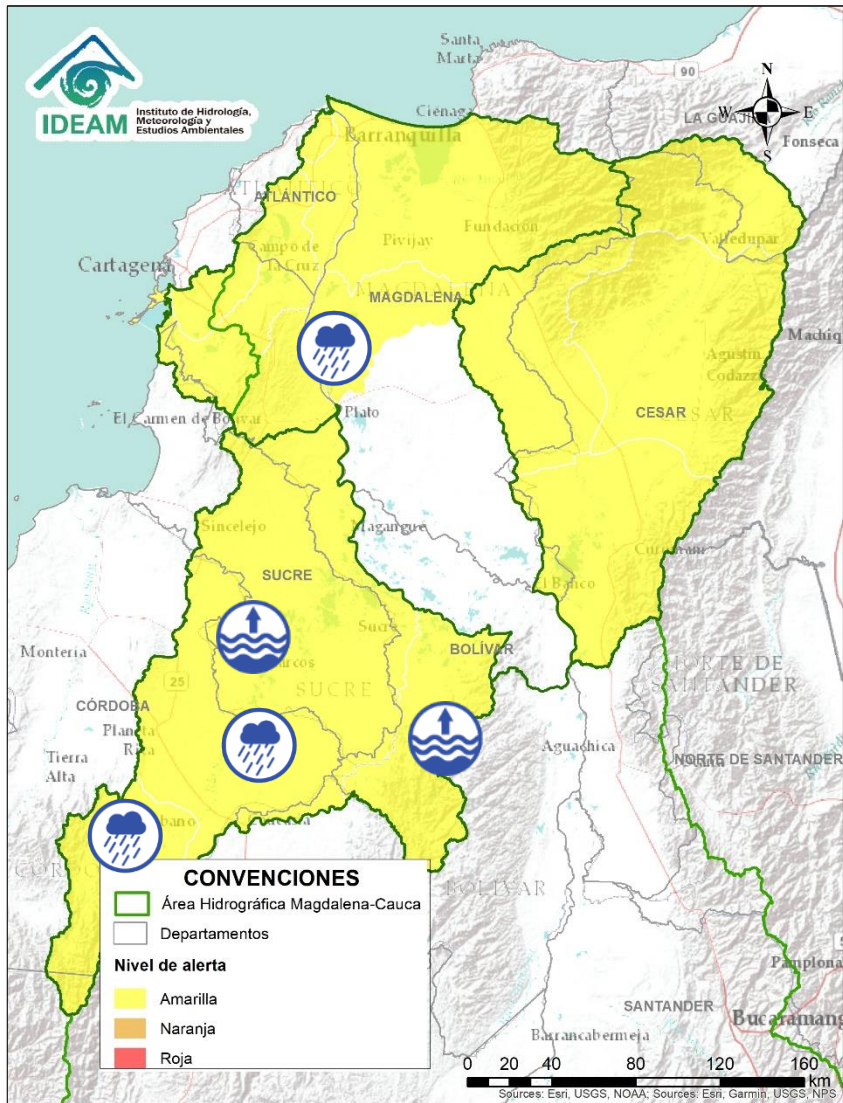 IDEAM
Instituto de Hidrología,
Meteorología y
Estudios Ambientales
Santa
Marta
90
N
W
E
S
LA GUAJIRA
Ciénaga
Barranquilla
Fonseca
ATLÁNTICO
ATLÁNTICO
Fundación
Campo de
la Cruz
Pivijay
Valledupar
Cartagena
MAGDALENA
MAGDALENA
Agustín
Codazzi
Plato
El Carmen de Bolívar
CESAR
CESAR
Sincelejo
Magangue
SUCRE
El Banco
Sucre
BOLÍVAR
Montería
25
SUCRE
NORTE DE
SANTANDER
CÓRDOBA
Planeta
Rica
Tierra
Alta
Aguachica
NORTE DE SANTANDER
BOLÍVAR
CONVENCIONES
Área Hidrográfica Magdalena-Cauca
Departamentos
Nivel de alerta
Amarilla
Naranja
Roja
Pamplona
SANTANDER
Barrancabermeja
0 20 40 80 120 160
km
Sources: Esri, USGS, NOAA; Sources: Esri, Garmin, USGS, NPS